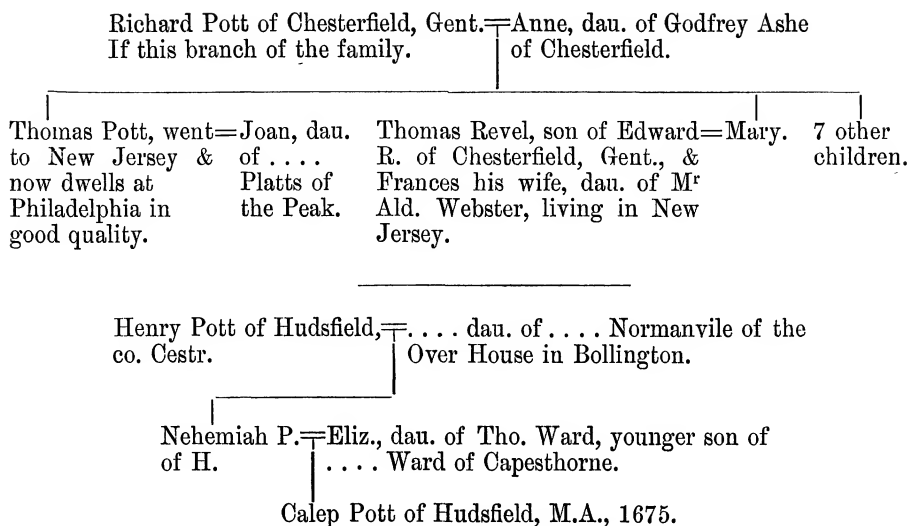 Richard Pott of Chesterfield, Gent.=Anne, dau. of Godfrey Ashe
If this branch of the family. of Chesterfield.
Thomas Pott, went=Joan, dau.
to New Jersey & of . . . .
now dwells at Platts of
Philadelphia in the Peak.
good quality.
Thomas Revel, son of Edward=Mary.
R. of Chesterfield, Gent., &
Frances his wife, dau. of Mr
Ald. Webster, living in New
Jersey.
7 other
children.
Henry Pott of Hudsfield,=. . . . dau. of . . . . Normanvile of the
co. Cestr. Over House in Bollington.
Nehemiah P.=Eliz., dau. of Tho. Ward, younger son of
of H. . . . . Ward of Capesthorne.
Calep Pott of Hudsfield, M.A., 1675.